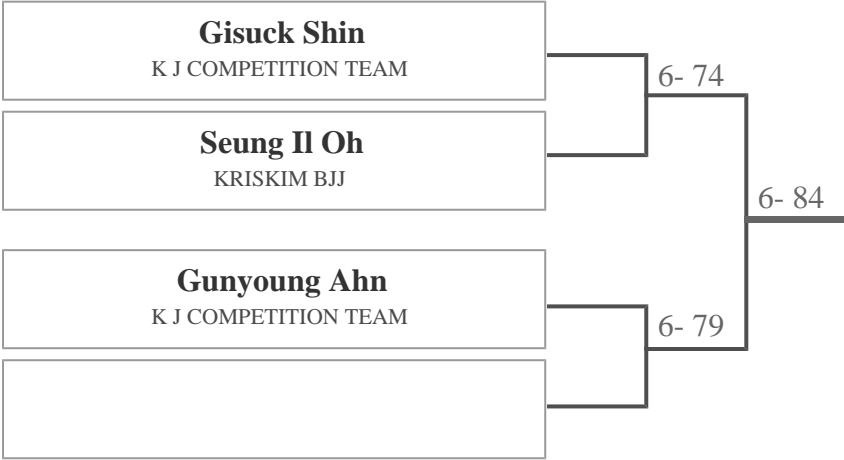 Gisuck Shin
K J COMPETITION TEAM
6- 74
Seung Il Oh
KRISKIM BJJ
6- 84
Gunyoung Ahn
K J COMPETITION TEAM
6- 79